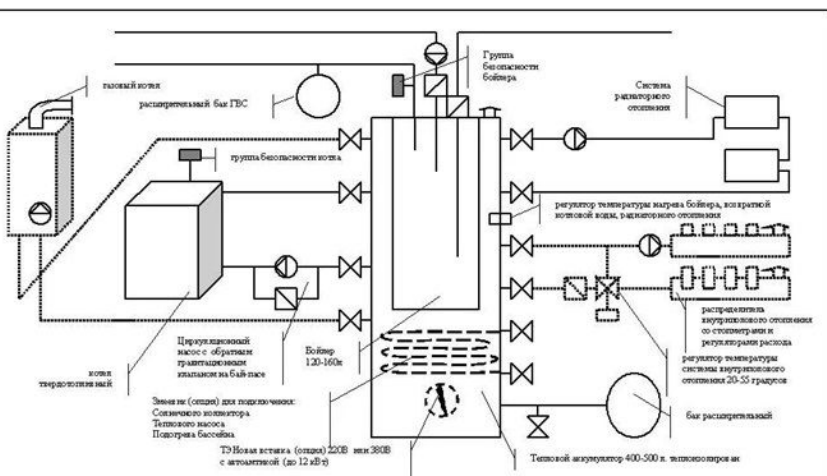 газовый котел
расширительный бак ГВС
Группа
безопасности
бойлера
Система
радиаторного
отопления
группа безопасности котла
регулятор температуры нагрева бойлера, возвратной
котловой воды, радиаторного отопления
распределитель
внутриполового отопления
со стопметрами и
регуляторами расхода
Циркуляционный
насос с обратным
гравитационным
клапаном на бай-пасе
Бойлер
120-160л
котел
твердотопливный
регулятор температуры
системы внутриполового
отопления 20-55 градусов
Змеевик (опция) для подключения:
Солнечного коллектора
Теплового насоса
Подогрева бассейна
бак расширительный
ТЭНовая вставка (опция) 220В или 380В
с автоматикой (до 12 кВт)
Тепловой аккумулятор 400-500 л. теплоизолирован